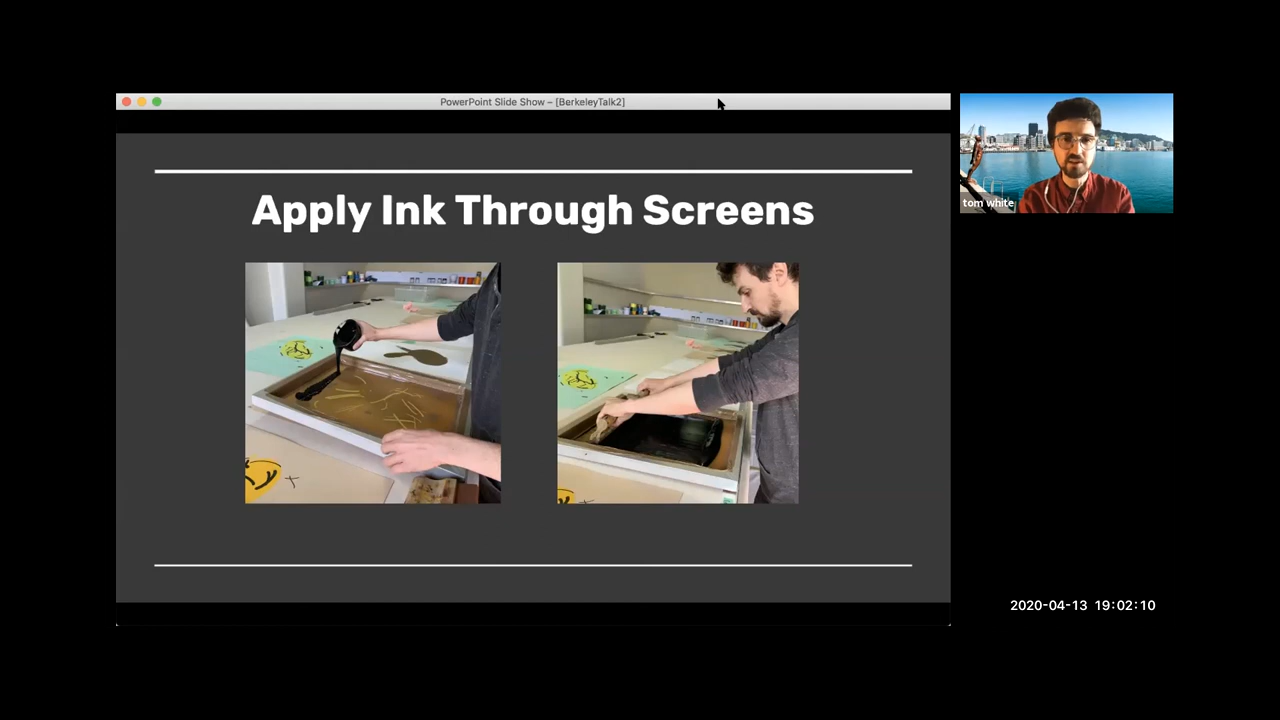 PowerPoint Slide Show – [BerkeleyTalk2]
Apply Ink Through Screens
tom white
2020-04-13 19:02:10